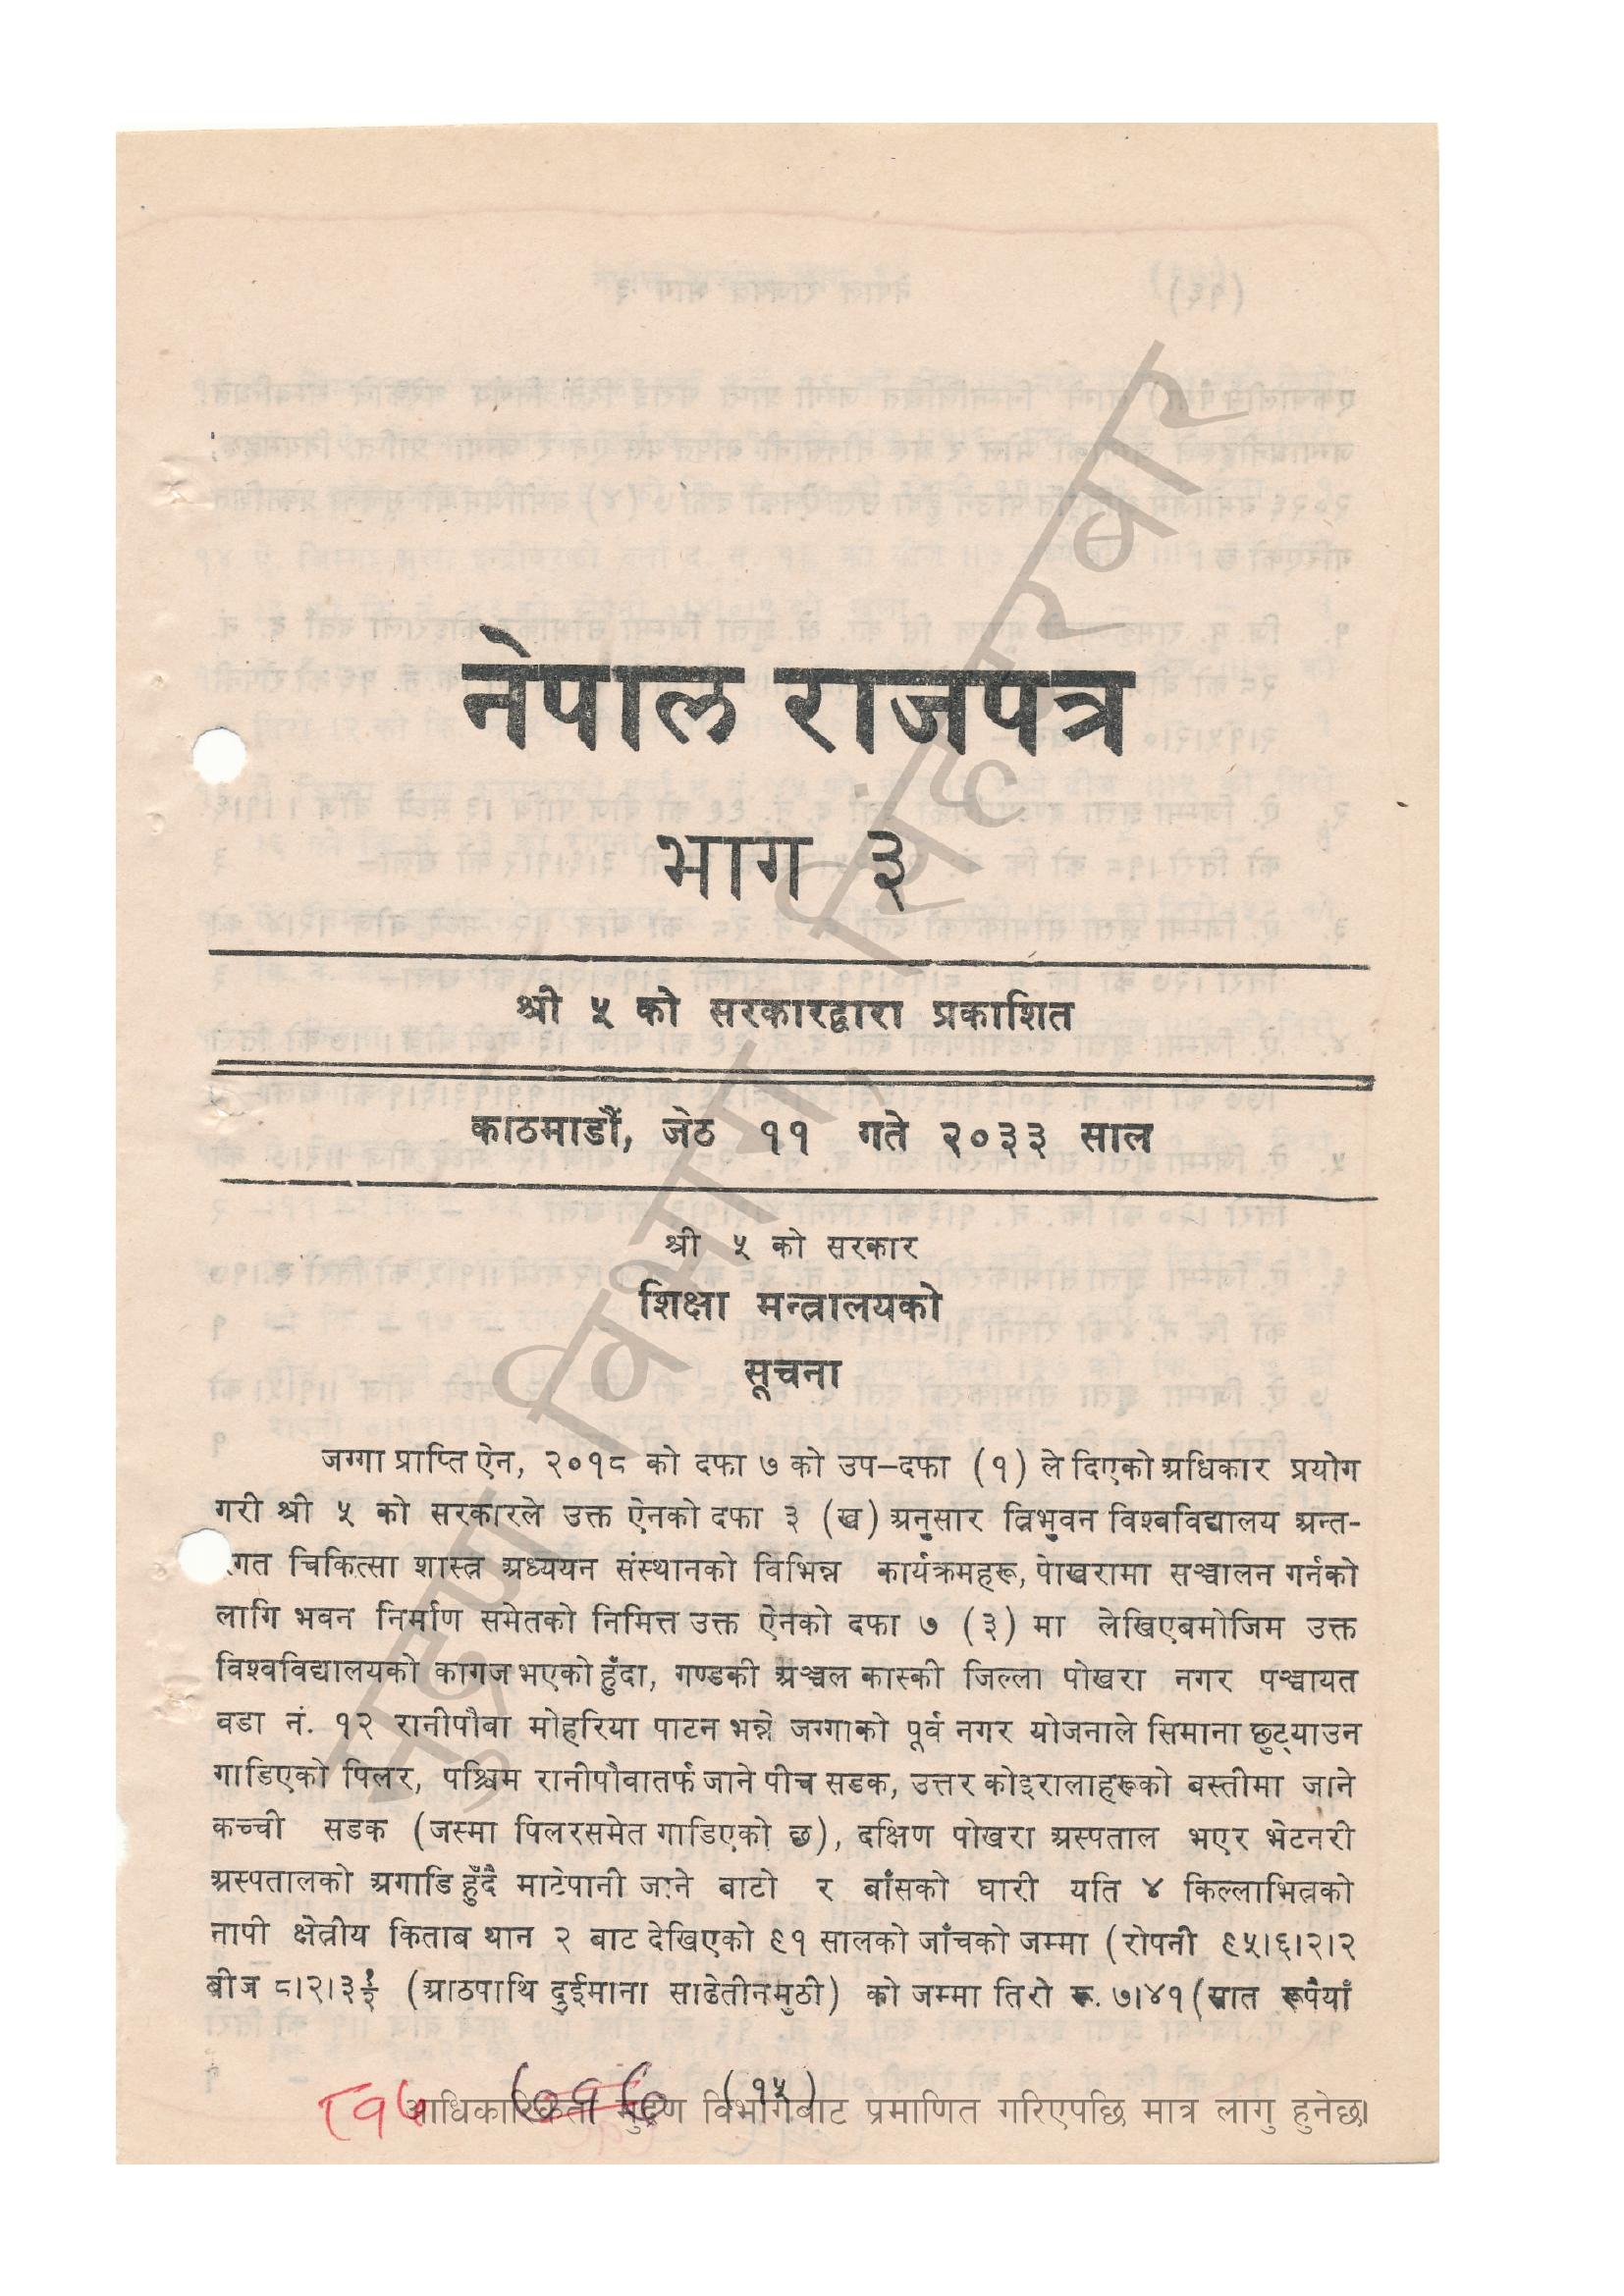 नेपाल राजपत्र
भाग ३
श्री ५ को सरकारद्वारा प्रकाशित
काठमाडौं, जेठ ११ गते २०३३ साल
श्री ५ को सरकार
शिक्षा मन्त्रालयको
सूचना
जग्गा प्राप्ति ऐन, २०१८ को दफा ७ को उप–दफा (१) ले दिएको अधिकार प्रयोग
गरी श्री ५ को सरकारले उक्त ऐनको दफा ३ (ख) अनुसार त्रिभुवन विश्वविद्यालय अन्त-
र्गत चिकित्सा शास्त्र अध्ययन संस्थानको विभिन्न कार्यक्रमहरू, पोखरामा सञ्चालन गर्नको
लागि भवन निर्माण समेतको निमित्त उक्त ऐनको दफा ७ (३) मा लेखिएबमोजिम उक्त
विश्वविद्यालयको कागज भएको हुँदा, गण्डकी अञ्चल कास्की जिल्ला पोखरा नगर पञ्चायत
वडा नं. १२ रानीपौवा मोहरिया पाटन भन्ने जग्गाको पूर्व नगर योजनाले सिमाना छुट्याउन
गाडिएको पिलर, पश्चिम रानीपौवातर्फ जाने पीच सडक, उत्तर कोइरालाहरूको बस्तीमा जाने
कच्ची सडक (जस्मा पिलरसमेत गाडिएको छ), दक्षिण पोखरा अस्पताल भएर भेटनरी
अस्पतालको अगाडि हुँदै माटेपानी जाने बाटो र बाँसको घारी यति ४ किल्लाभित्रको
नापी क्षेत्रीय किताब थान २ बाट देखिएको ९१ सालको जाँचको जम्मा (रोपनी ९५।६।२।२
बीज ८।२।३ (आठपाथि दुईमाना साढेतीनमुठी) को जम्मा तिरो रू. ७।४१ (सात रूपैयाँ
(१५)
आधिकारिकता मुद्रण विभागबाट प्रमाणित गरिएपछि मात्र लागु हुनेछ।
मुद्रण विभाग, सिंहदरबार